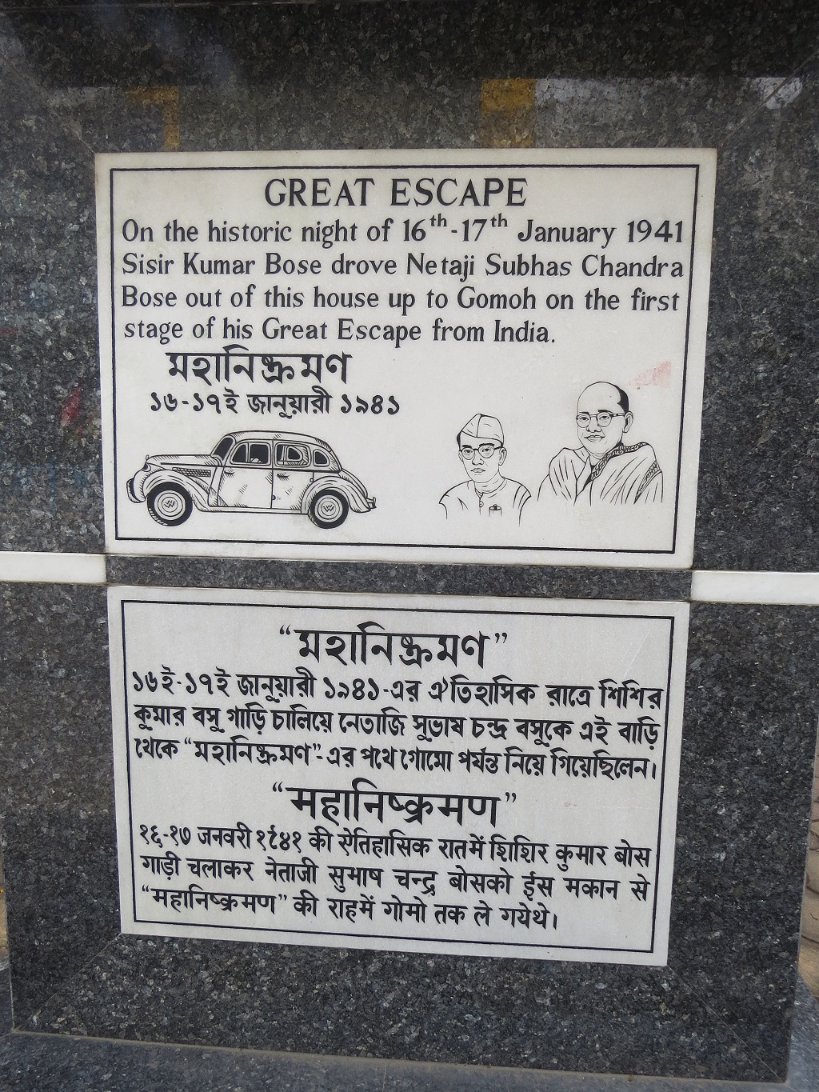 GREAT ESCAPE
On the historic night of 16th-17th January 1941
Sisir Kumar Bose drove Netaji Subhas Chandra
Bose out of this house up to Gomoh on the first
stage of his Great Escape from India.
মহানিষ্ক্রমণ
১৬-১৭ই জানুয়ারী ১৯৪১
"মহানিষ্ক্রমণ"
১৬ই-১৭ই জানুয়ারী ১৯৪১-এর ঐতিহাসিক রাত্রে শিশির
কুমার বসু গাড়ি চালিয়ে নেতাজি সুভাষ চন্দ্র বসুকে এই বাড়ি
থেকে "মহানিষ্ক্রমণ"-এর পথে গোমো পর্যন্ত নিয়ে গিয়েছিলেন।
"महानिष्क्रमण"
१६-१७ जनवरी १९४१ की ऐतिहासिक रातमें शिशिर कुमार बोस
गाड़ी चलाकर नेताजी सुभाष चन्द्र बोसको ईस मकान से
"महानिष्क्रमण" की राहमें गोमो तक ले गयेथे।